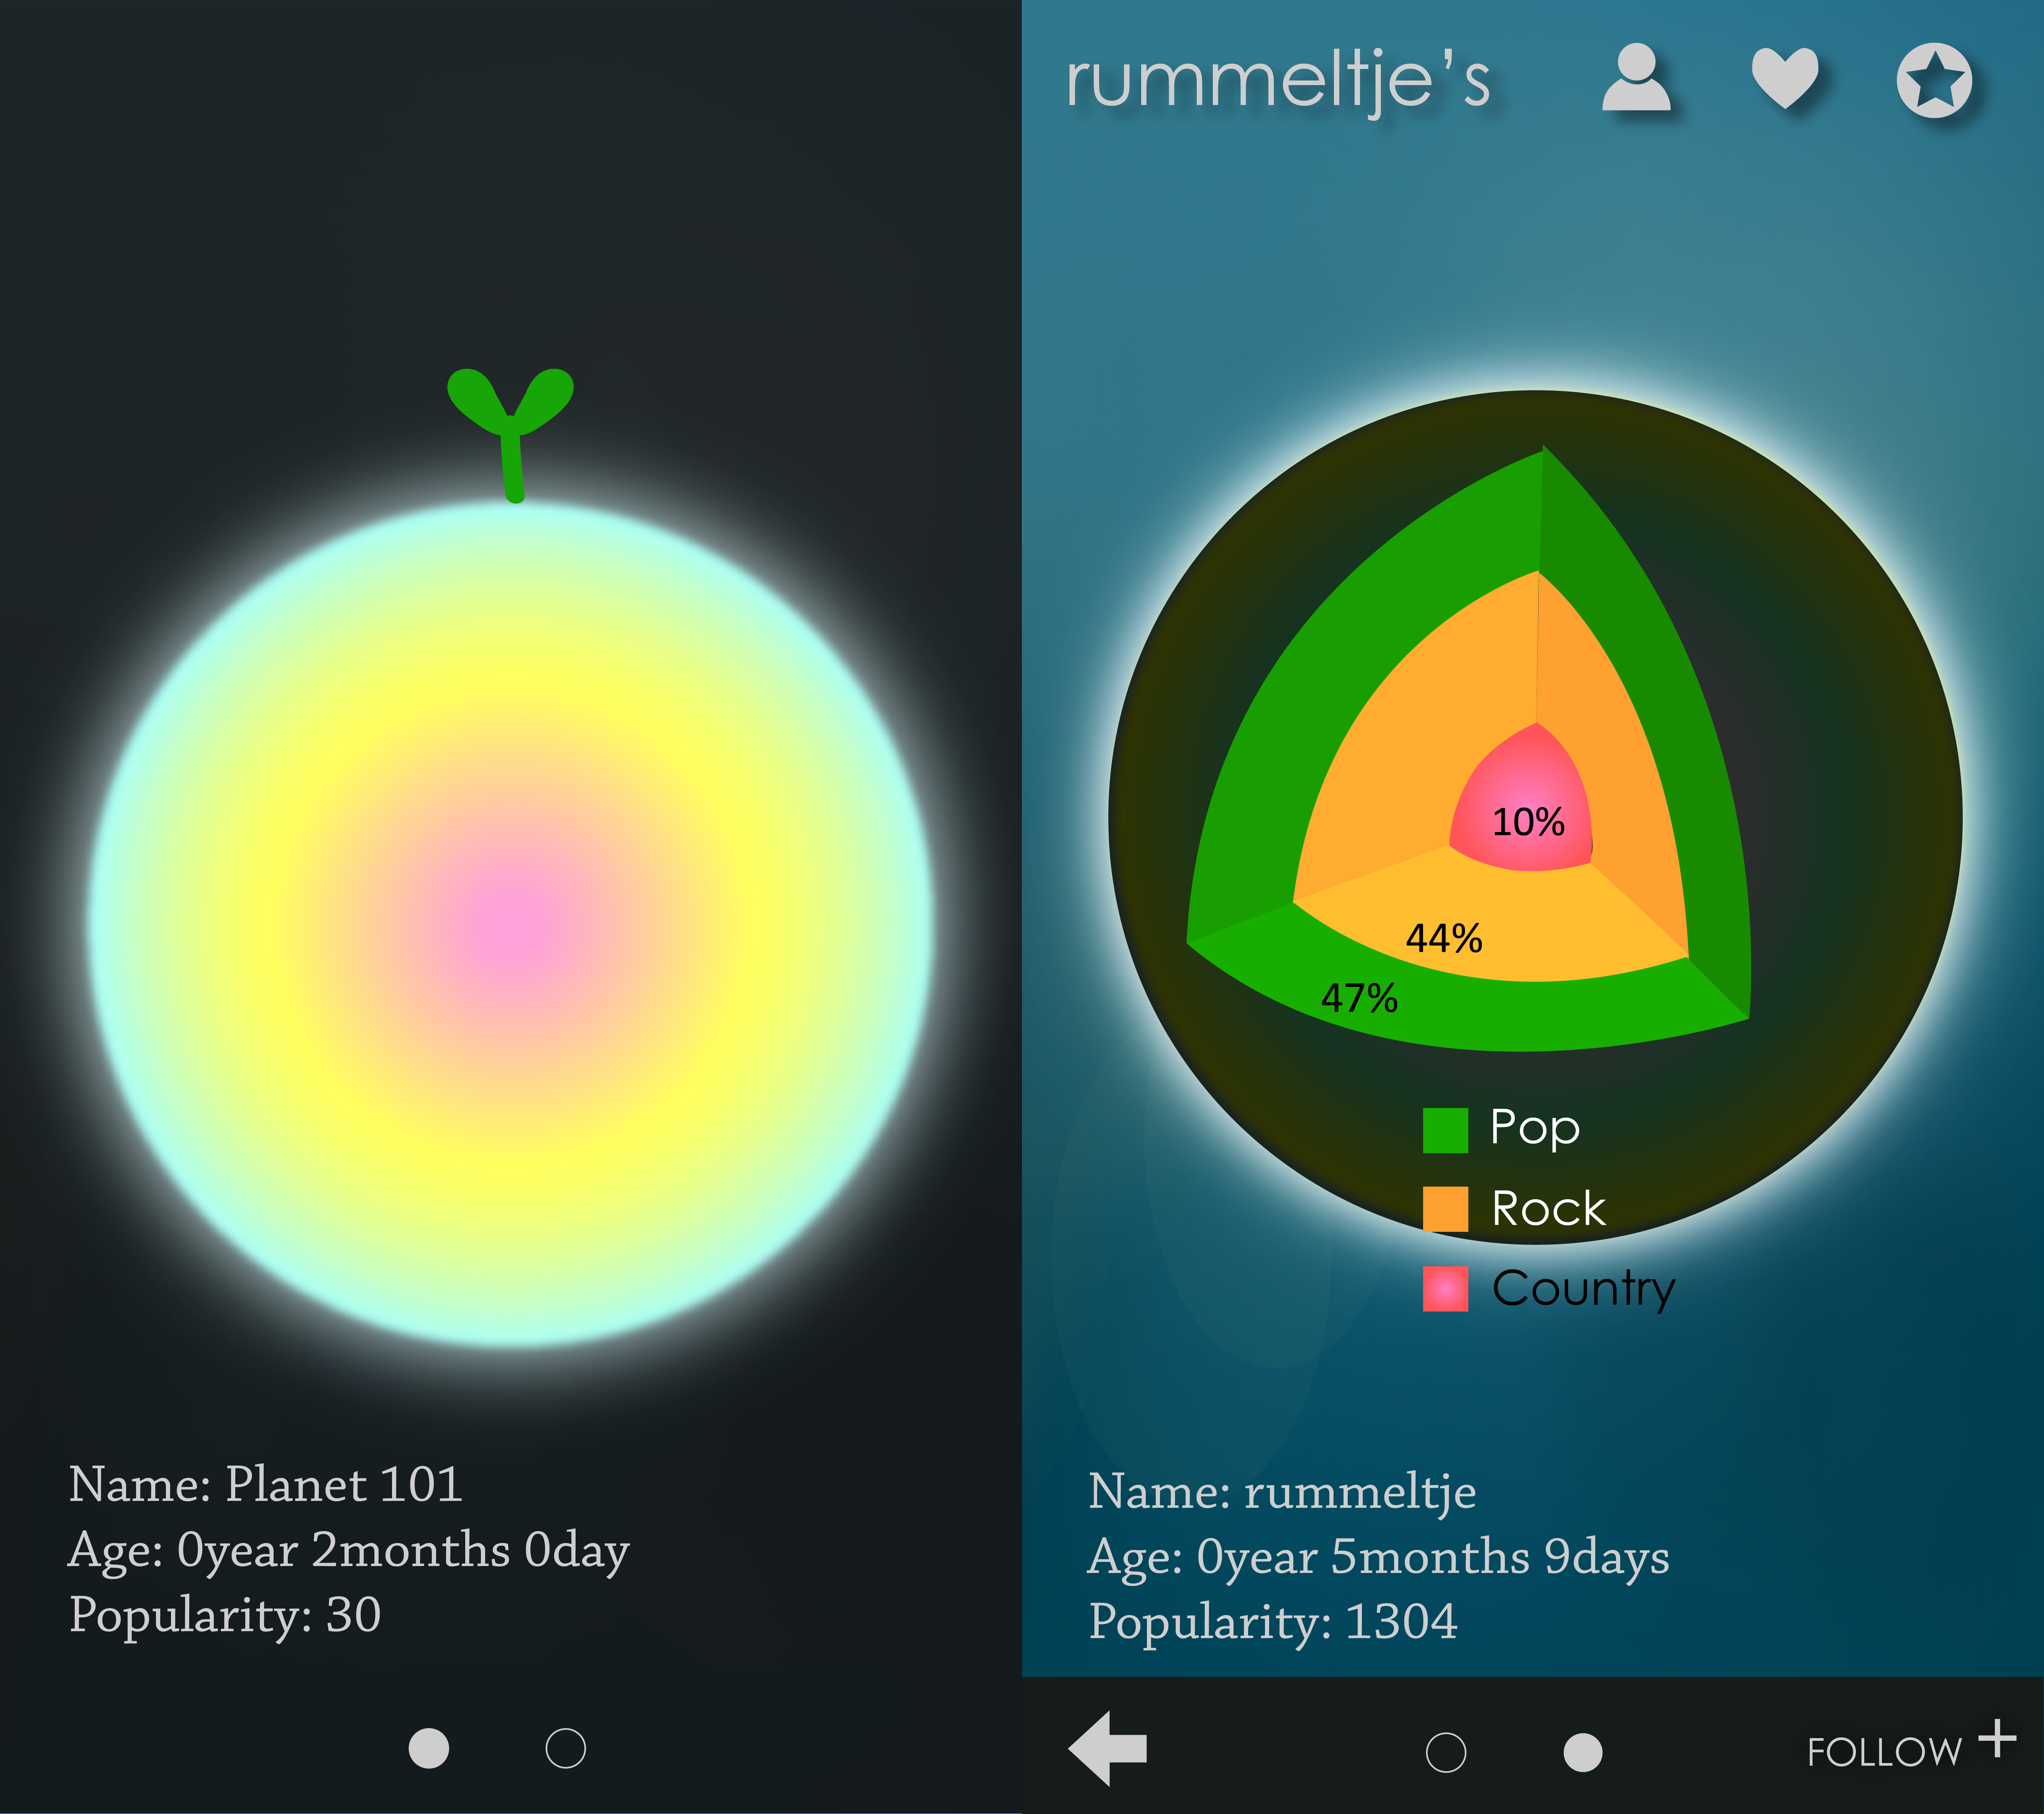 Name: Planet 101
Age: 0year 2months 0day
Popularity: 30
rummeltje's
10%
44%
47%
Pop
Rock
Country
Name: rummeltje
Age: 0year 5months 9days
Popularity: 1304
FOLLOW +